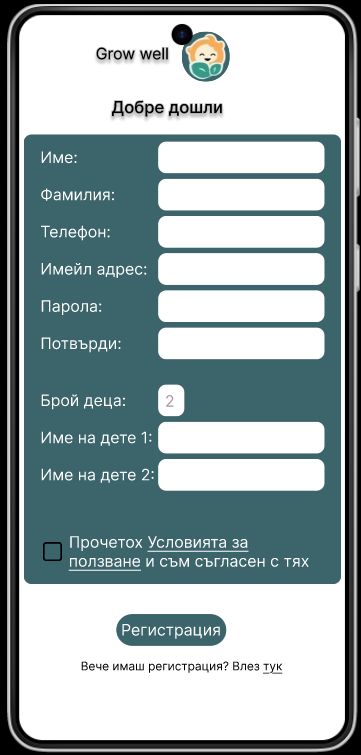 Grow well
Добре дошли
Име:
Фамилия:
Телефон:
Имейл адрес:
Парола:
Потвърди:
Брой деца: 2
Име на дете 1:
Име на дете 2:
Прочетох Условията за
ползване и съм съгласен с тях
Регистрация
Вече имаш регистрация? Влез тук